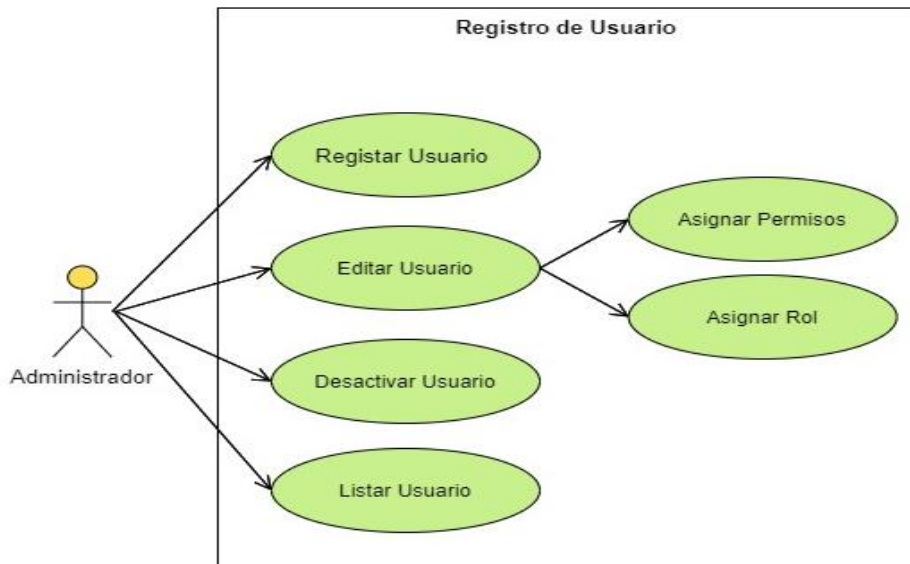 Registro de Usuario
Registar Usuario
Asignar Permisos
Editar Usuario
Asignar Rol
Administrador
Desactivar Usuario
Listar Usuario